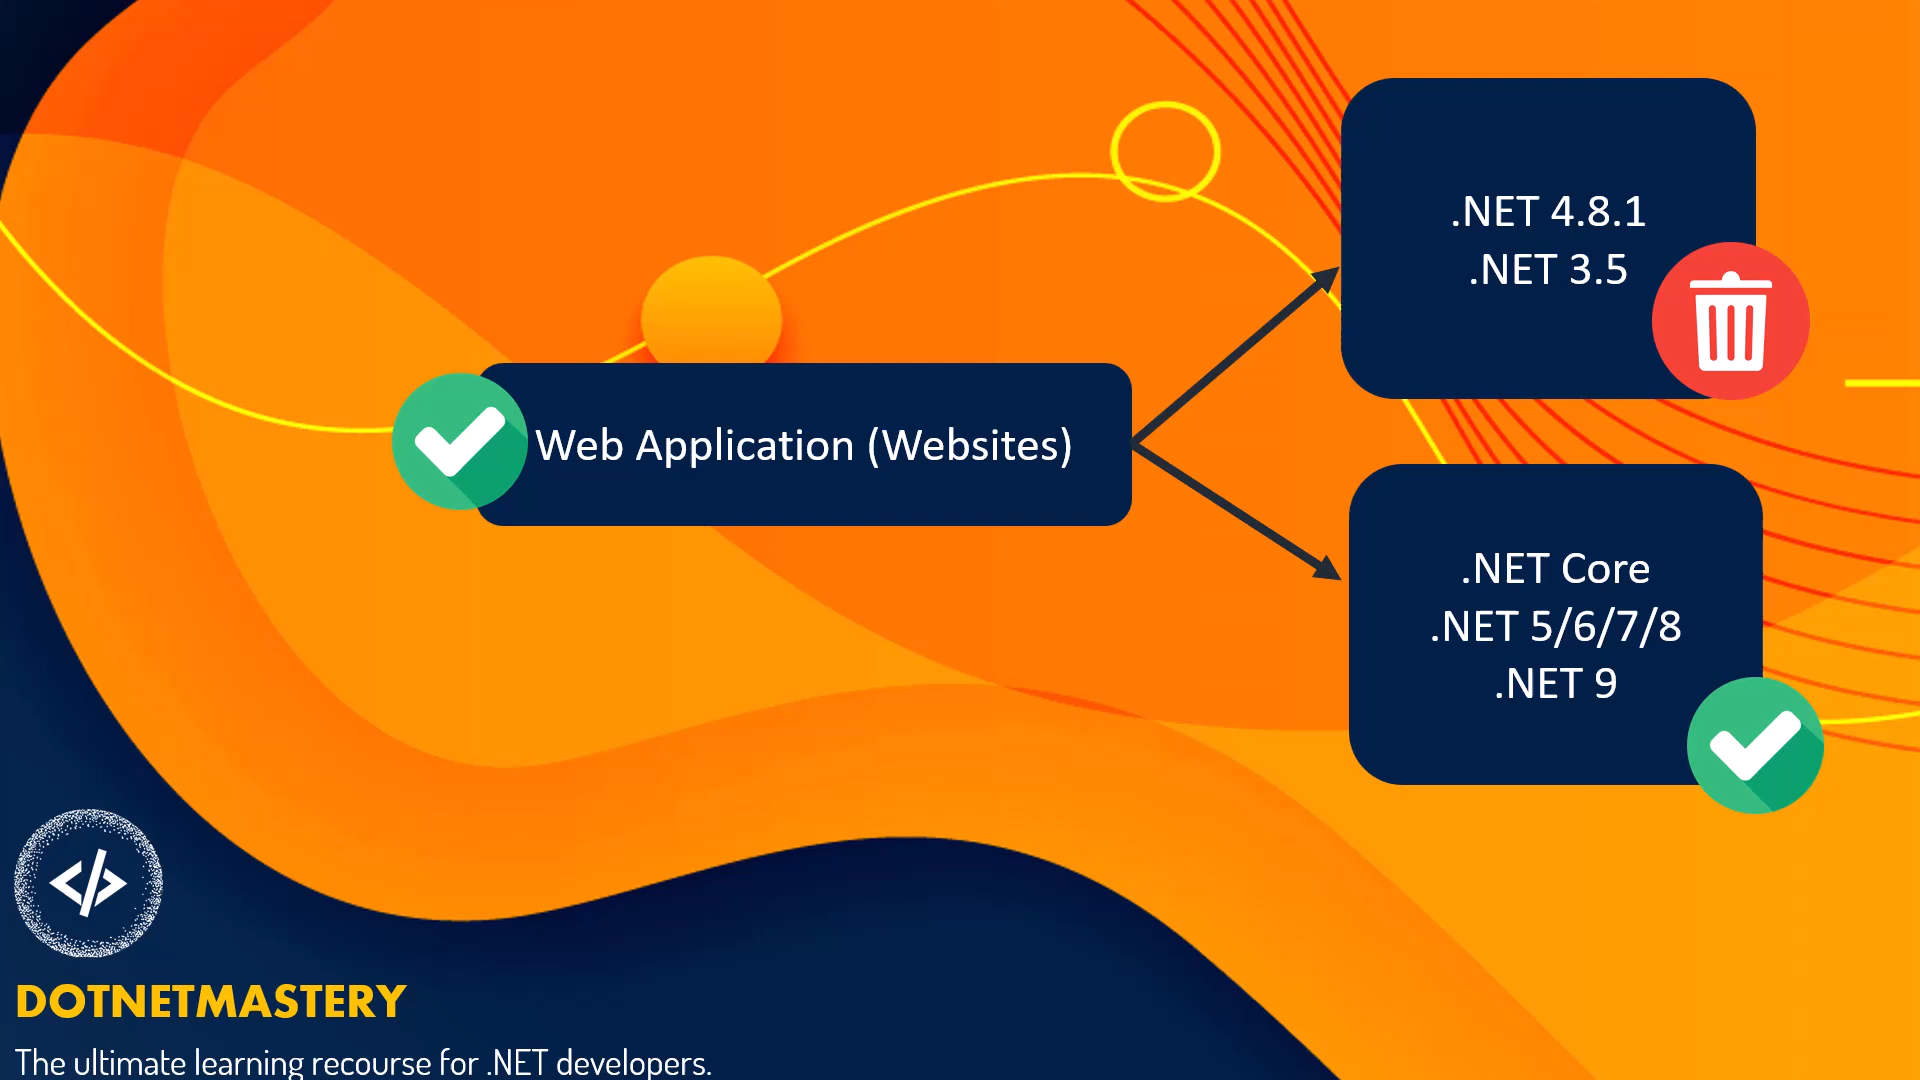 .NET 4.8.1
.NET 3.5
Web Application (Websites)
.NET Core
.NET 5/6/7/8
.NET 9
DOTNETMASTERY
The ultimate learning recourse for .NET developers.